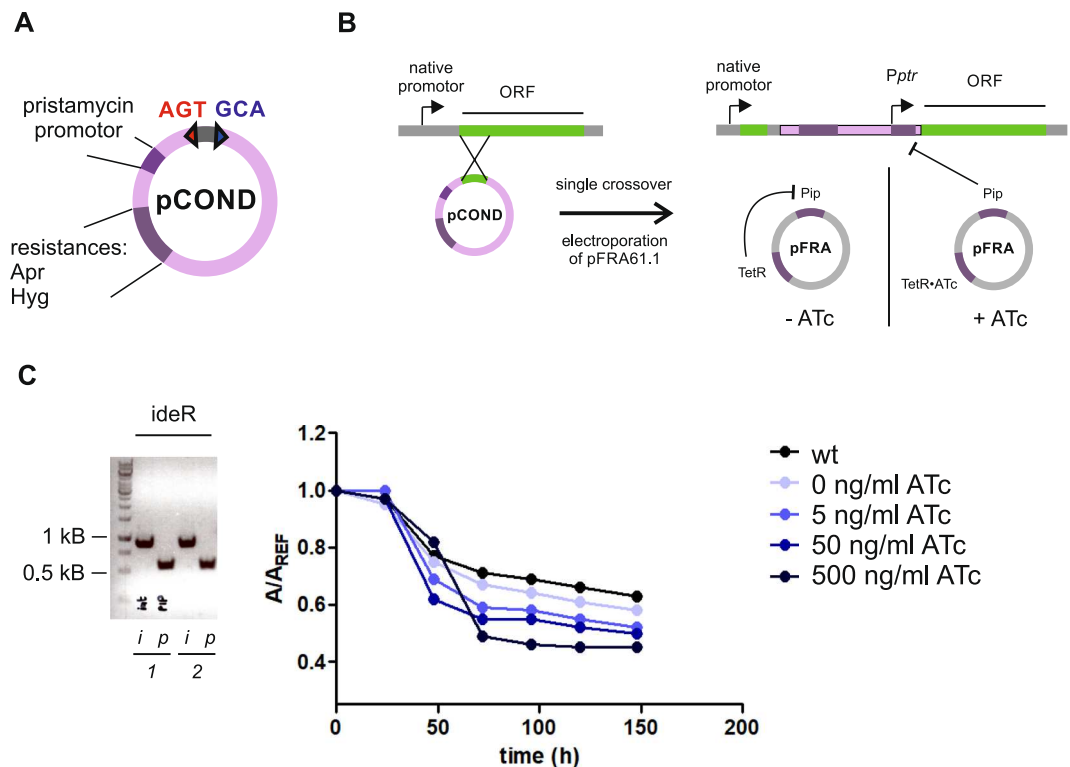 A
AGT GCA
pristamycin
promotor
pCOND
resistances:
Apr
Hyg
B
native
promotor
ORF
pCOND
single crossover
electroporation
of pFRA61.1
native
promotor
Pptr
ORF
Pip
pFRA
TetR
- ATc
Pip
pFRA
TetR•ATc
+ ATc
C
ideR
1 kB
0.5 kB
int PIP
i p i p
1 2
A/AREF
1.2
1.0
0.8
0.6
0.4
0 50 100 150 200
time (h)
wt
0 ng/ml ATc
5 ng/ml ATc
50 ng/ml ATc
500 ng/ml ATc